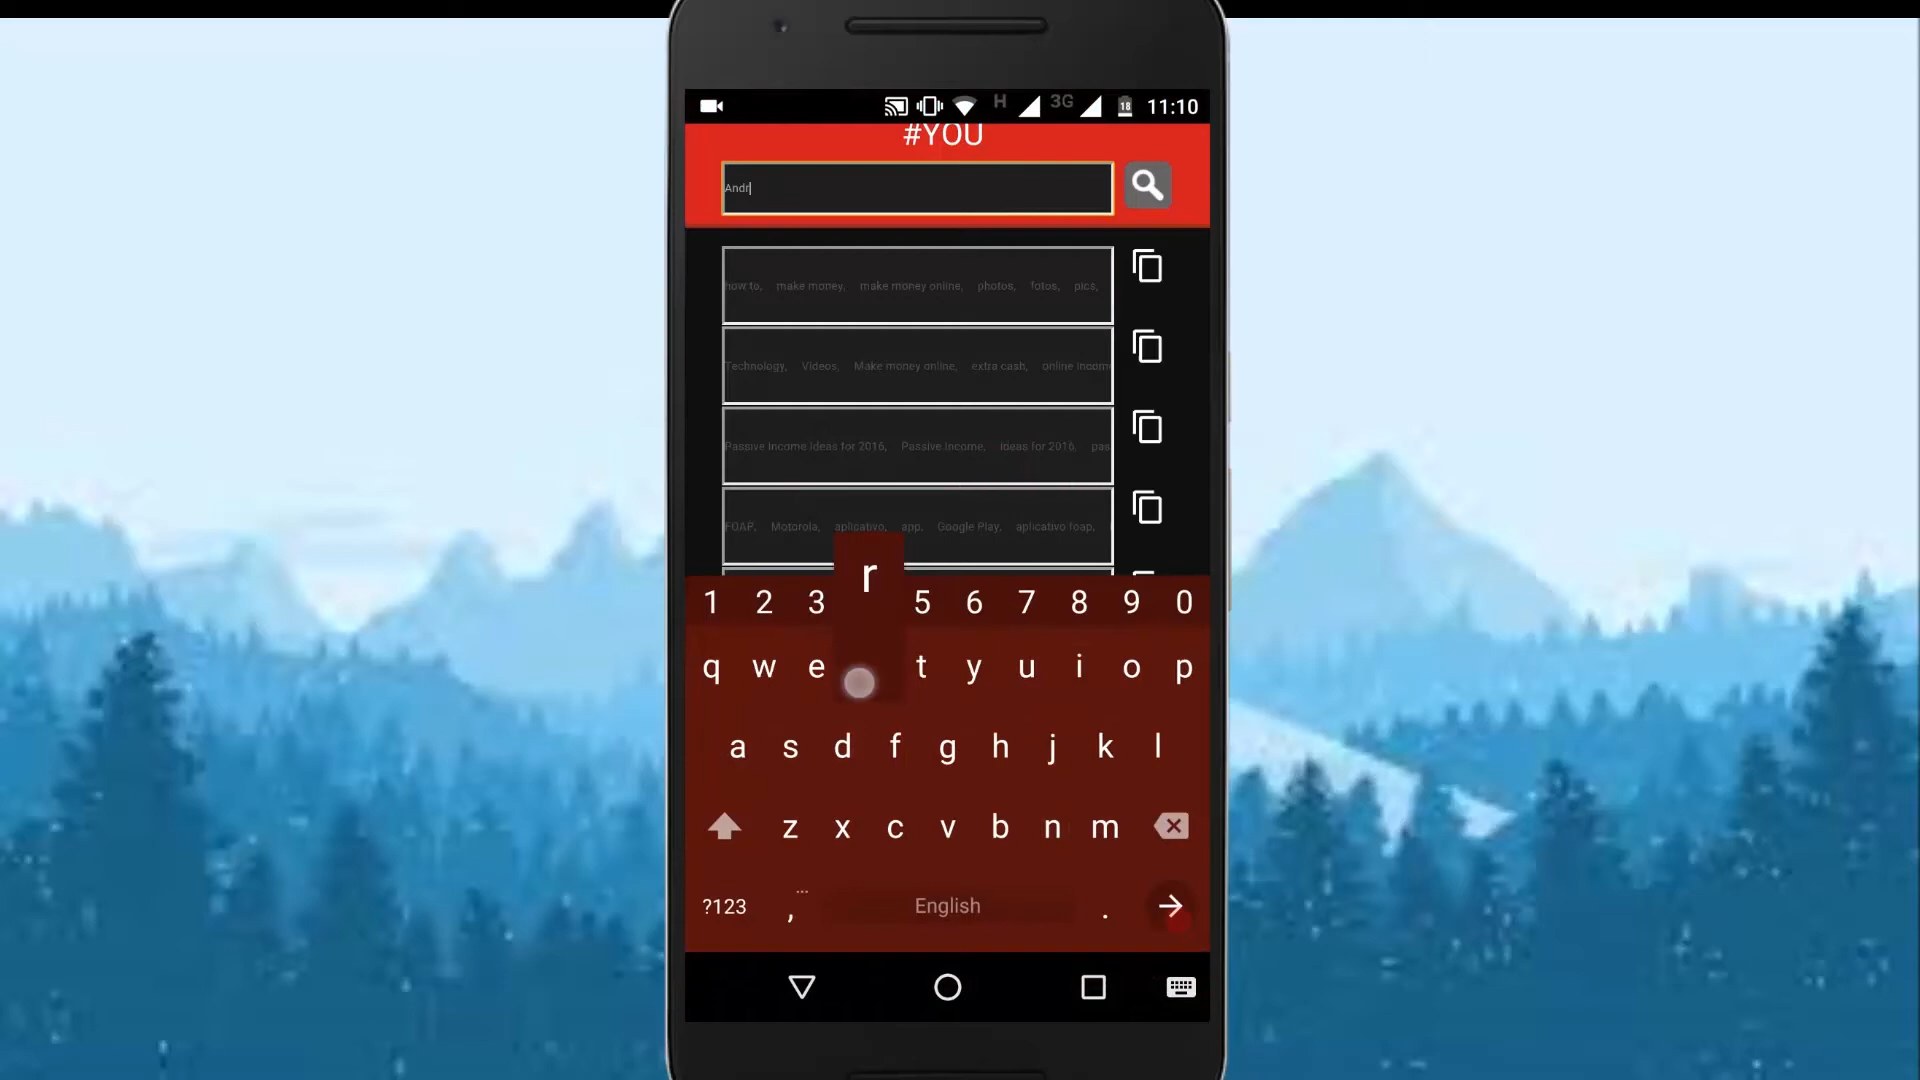 H 3G 18 11:10
#YOU
Andr
how to, make money, make money online, photos, fotos, pics,
Technology, Videos, Make money online, extra cash, online incom
Passive Income Ideas for 2016, Passive Income, ideas for 2016, pas
FOAP, Motorola, aplicativo, app, Google Play, aplicativo foap,
r
1 2 3 5 6 7 8 9 0
q w e t y u i o p
a s d f g h j k l
z x c v b n m
?123 , English .